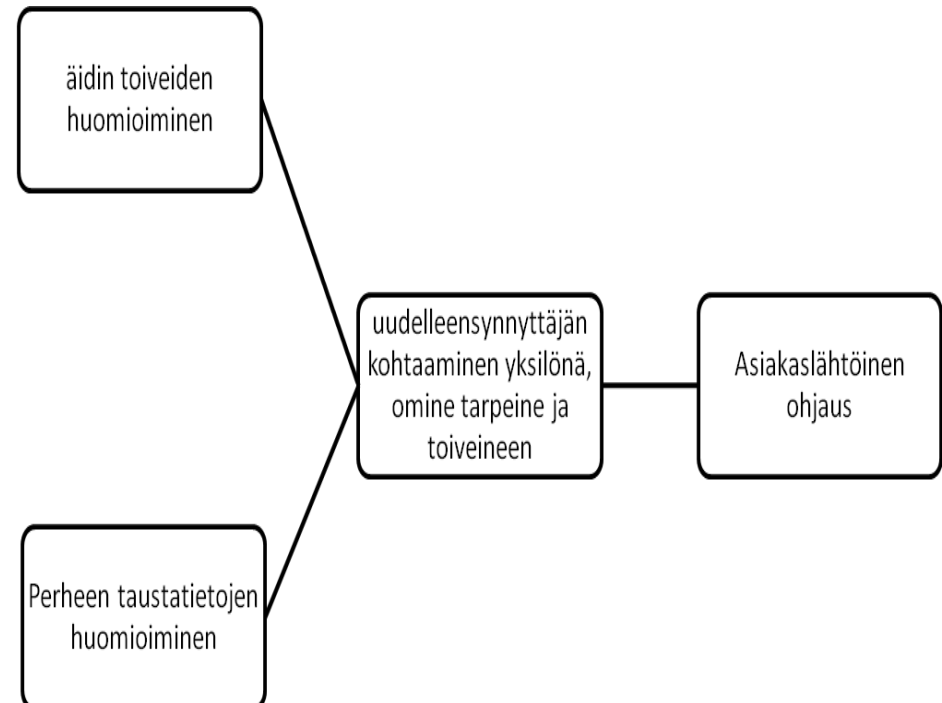 äidin toiveiden
huomioiminen
uudelleensynnyttäjän
kohtaaminen yksilönä,
omine tarpeine ja
toiveineen
Asiakaslähtöinen
ohjaus
Perheen taustatietojen
huomioiminen